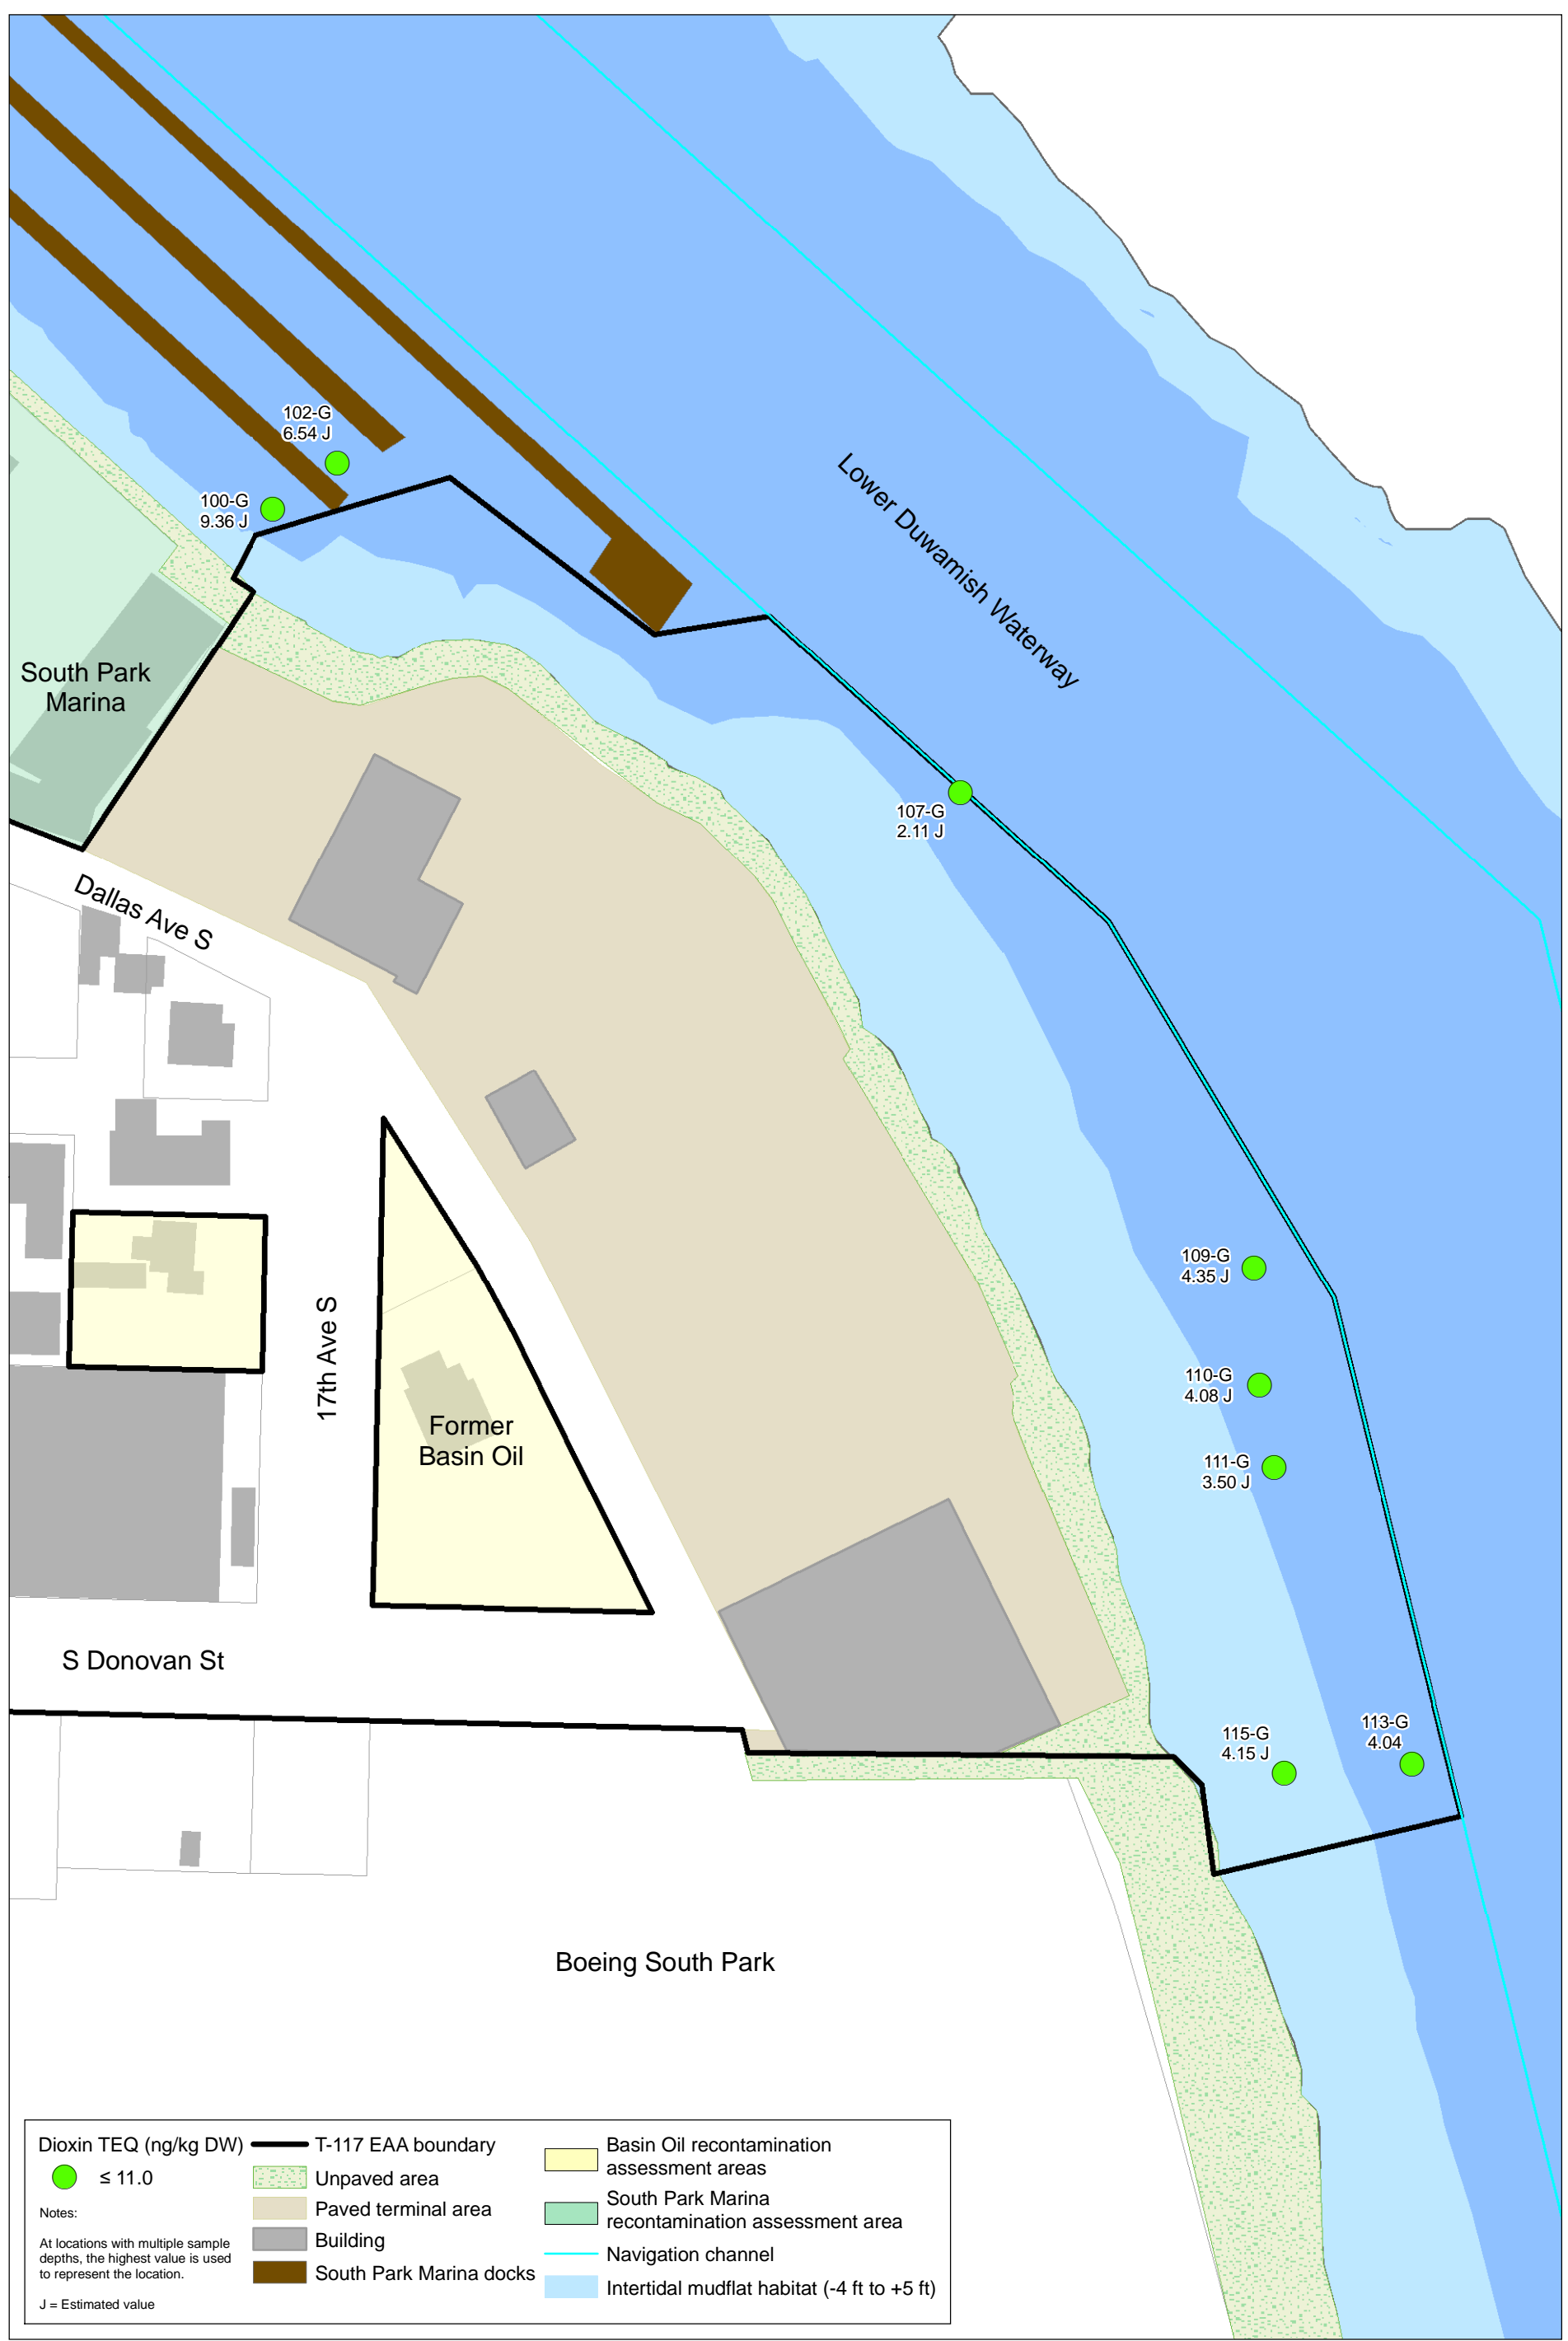 102-G
6.54 J
100-G
9.36 J
Lower Duwamish Waterway
South Park
Marina
107-G
2.11 J
Dallas Ave S
109-G
4.35 J
17th Ave S
110-G
4.08 J
Former
Basin Oil
111-G
3.50 J
S Donovan St
115-G
4.15 J
113-G
4.04
Boeing South Park
Dioxin TEQ (ng/kg DW)
≤ 11.0
Notes:
At locations with multiple sample
depths, the highest value is used
to represent the location.
J = Estimated value
T-117 EAA boundary
Unpaved area
Paved terminal area
Building
South Park Marina docks
Basin Oil recontamination
assessment areas
South Park Marina
recontamination assessment area
Navigation channel
Intertidal mudflat habitat (-4 ft to +5 ft)